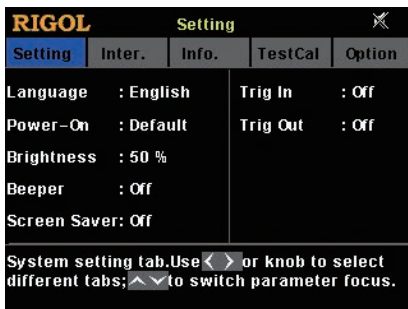 RIGOL Setting
Setting Inter. Info. TestCal Option
Language : English
Power-On : Default
Brightness : 50 %
Beeper : Off
Screen Saver: Off
Trig In : Off
Trig Out : Off
System setting tab.Use < > or knob to select
different tabs; to switch parameter focus.